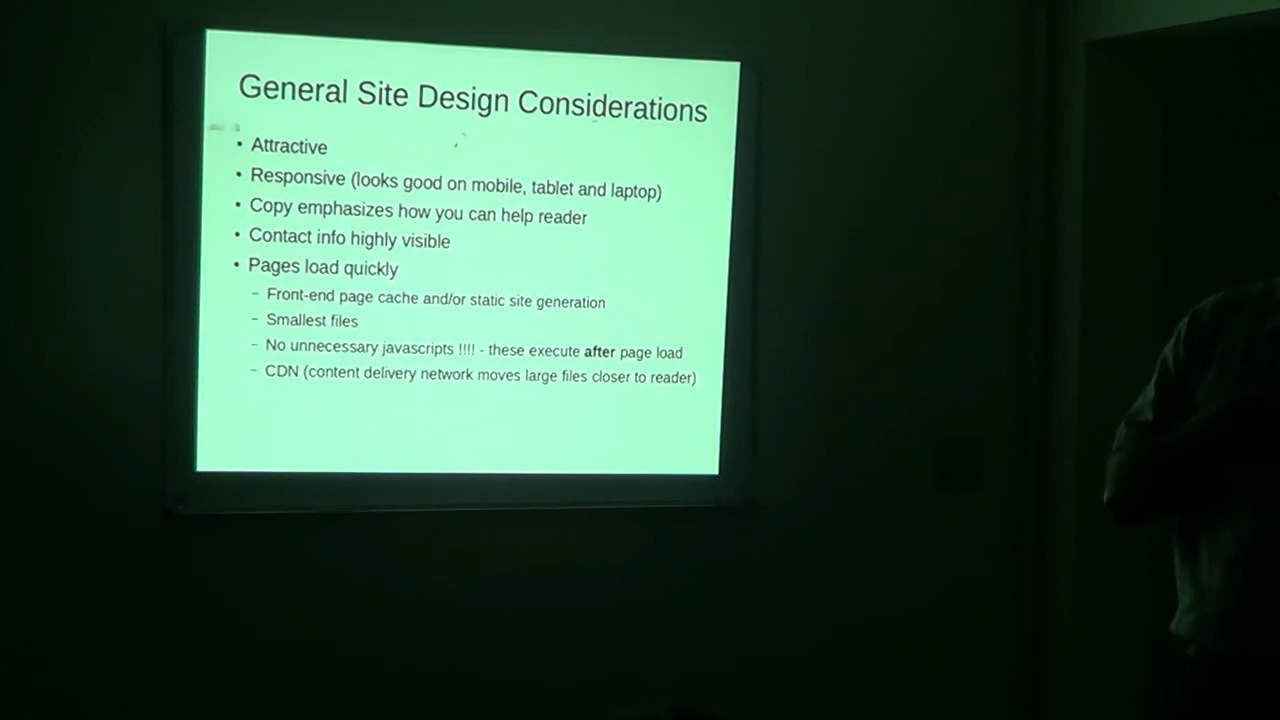 General Site Design Considerations
• Attractive
• Responsive (looks good on mobile, tablet and laptop)
• Copy emphasizes how you can help reader
• Contact info highly visible
• Pages load quickly
– Front-end page cache and/or static site generation
– Smallest files
– No unnecessary javascripts !!!! - these execute after page load
– CDN (content delivery network moves large files closer to reader)